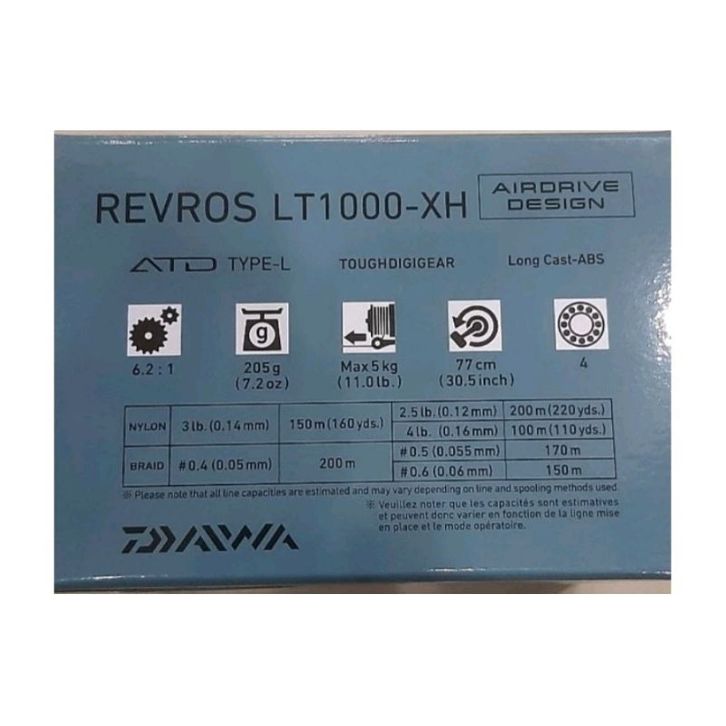 REVROS LT1000-XH AIRDRIVE DESIGN
ATD TYPE-L TOUGHDIGIGEAR Long Cast-ABS
g
6.2 : 1 205g (7.2oz) Max5kg (11.0lb.) 77cm (30.5inch) 4
NYLON 3lb.(0.14mm) 150m(160yds.) 2.5lb.(0.12mm) 200m(220yds.)
4lb. (0.16mm) 100m(110yds.)
BRAID #0.4(0.05mm) 200m #0.5(0.055mm) 170m
#0.6(0.06mm) 150m
※ Please note that all line capacities are estimated and may vary depending on line and spooling methods used.
※ Veuillez noter que les capacités sont estimatives
et peuvent donc varier en fonction de la ligne mise
en place et le mode opératoire.
DAIWA